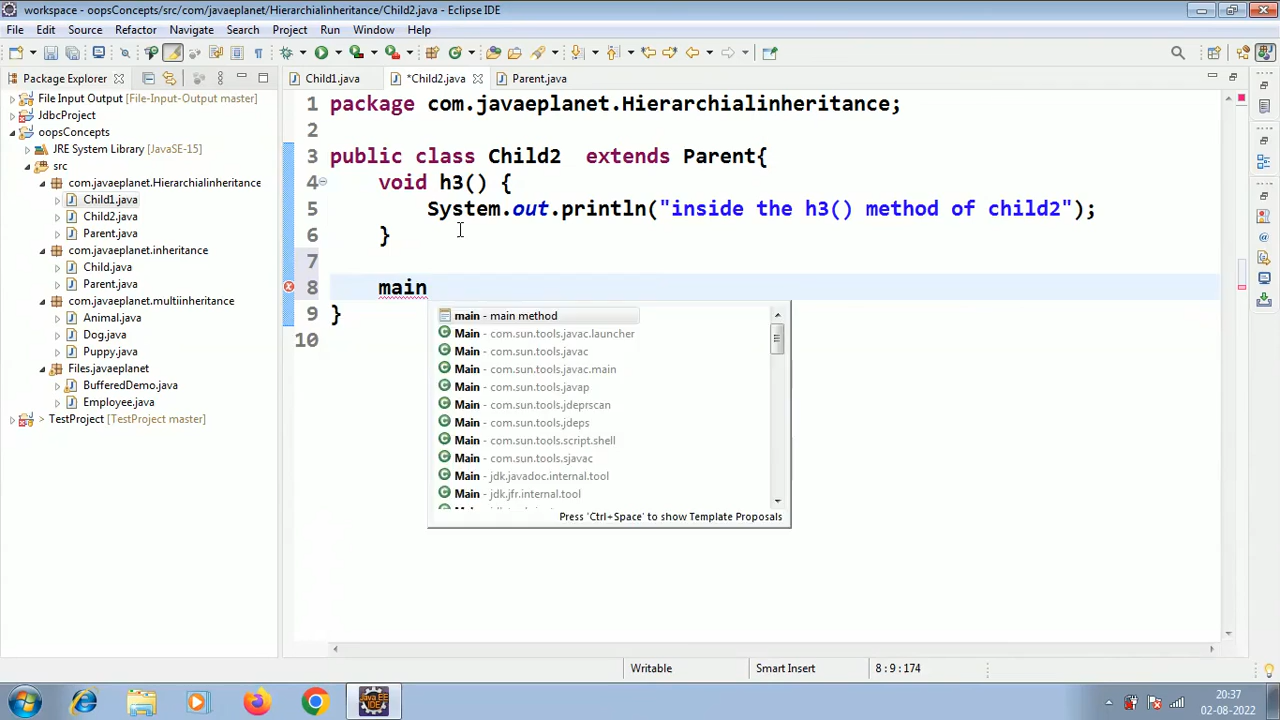 workspace - oopsConcepts/src/com/javaeplanet/Hierarchialinheritance/Child2.java - Eclipse IDE
File Edit Source Refactor Navigate Search Project Run Window Help
Package Explorer
Child1.java
*Child2.java
Parent.java
File Input Output [File-Input-Output master]
JdbcProject
oopsConcepts
JRE System Library [JavaSE-15]
src
com.javaeplanet.Hierarchialinheritance
Child1.java
Child2.java
Parent.java
com.javaeplanet.inheritance
Child.java
Parent.java
com.javaeplanet.multiinheritance
Animal.java
Dog.java
Puppy.java
Files.javaeplanet
BufferedDemo.java
Employee.java
> TestProject [TestProject master]
1 package com.javaeplanet.Hierarchialinheritance;
2
3 public class Child2  extends Parent{
4 void h3() {
5 System.out.println("inside the h3() method of child2");
6 }
7
8 main
9 }
10
main - main method
Main - com.sun.tools.javac.launcher
Main - com.sun.tools.javac
Main - com.sun.tools.javac.main
Main - com.sun.tools.javap
Main - com.sun.tools.jdeprscan
Main - com.sun.tools.jdeps
Main - com.sun.tools.script.shell
Main - com.sun.tools.sjavac
Main - jdk.javadoc.internal.tool
Main - jdk.jfr.internal.tool
Press 'Ctrl+Space' to show Template Proposals
Writable
Smart Insert
8 : 9 : 174
Java EE
IDE
20:37
02-08-2022